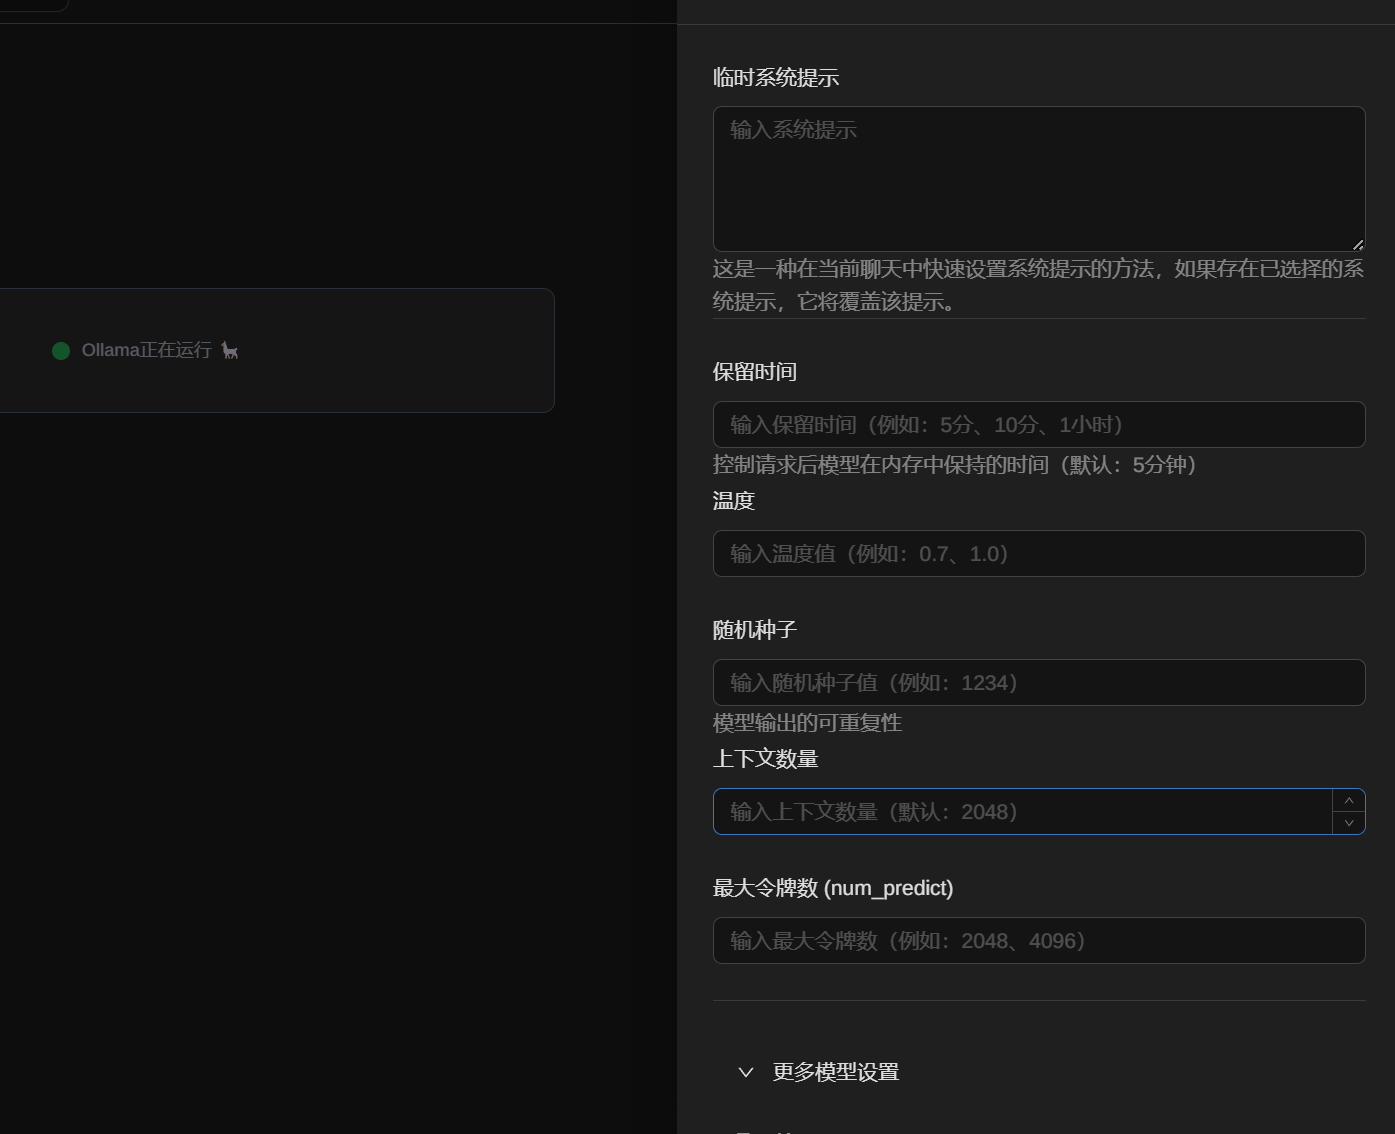 临时系统提示
输入系统提示
这是一种在当前聊天中快速设置系统提示的方法，如果存在已选择的系
统提示，它将覆盖该提示。
Ollama正在运行 🦙
保留时间
输入保留时间（例如：5分、10分、1小时）
控制请求后模型在内存中保持的时间（默认：5分钟）
温度
输入温度值（例如：0.7、1.0）
随机种子
输入随机种子值（例如：1234）
模型输出的可重复性
上下文数量
输入上下文数量（默认：2048）
最大令牌数 (num_predict)
输入最大令牌数（例如：2048、4096）
更多模型设置